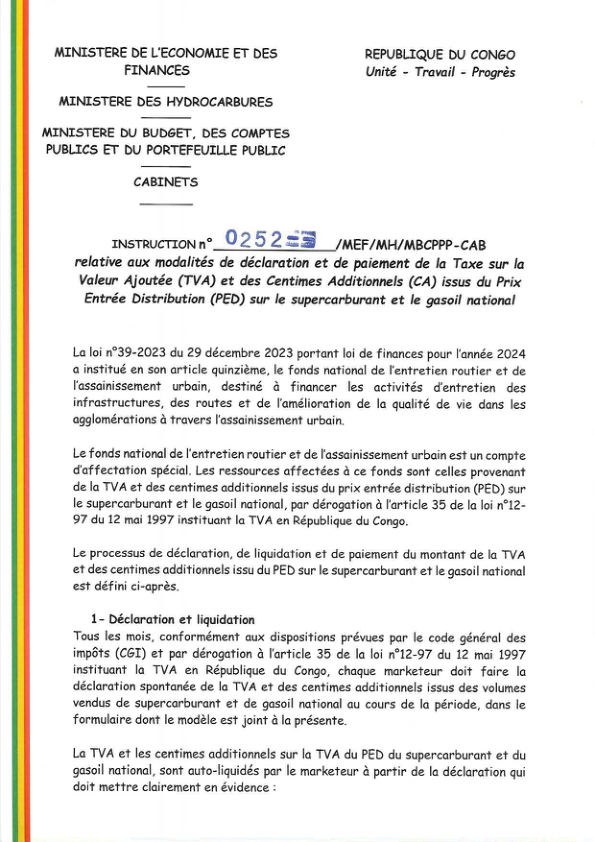 MINISTERE DE L'ECONOMIE ET DES
FINANCES
MINISTERE DES HYDROCARBURES
MINISTERE DU BUDGET, DES COMPTES
PUBLICS ET DU PORTEFEUILLE PUBLIC
CABINETS
REPUBLIQUE DU CONGO
Unité - Travail - Progrès
INSTRUCTION n° 0252 /MEF/MH/MBCPPP-CAB
relative aux modalités de déclaration et de paiement de la Taxe sur la
Valeur Ajoutée (TVA) et des Centimes Additionnels (CA) issus du Prix
Entrée Distribution (PED) sur le supercarburant et le gasoil national
La loi n°39-2023 du 29 décembre 2023 portant loi de finances pour l'année 2024
a institué en son article quinzième, le fonds national de l'entretien routier et de
l'assainissement urbain, destiné à financer les activités d'entretien des
infrastructures, des routes et de l'amélioration de la qualité de vie dans les
agglomérations à travers l'assainissement urbain.
Le fonds national de l'entretien routier et de l'assainissement urbain est un compte
d'affectation spécial. Les ressources affectées à ce fonds sont celles provenant
de la TVA et des centimes additionnels issus du prix entrée distribution (PED) sur
le supercarburant et le gasoil national, par dérogation à l'article 35 de la loi n°12-
97 du 12 mai 1997 instituant la TVA en République du Congo.
Le processus de déclaration, de liquidation et de paiement du montant de la TVA
et des centimes additionnels issu du PED sur le supercarburant et le gasoil national
est défini ci-après.
1- Déclaration et liquidation
Tous les mois, conformément aux dispositions prévues par le code général des
impôts (CGI) et par dérogation à l'article 35 de la loi n°12-97 du 12 mai 1997
instituant la TVA en République du Congo, chaque marketeur doit faire la
déclaration spontanée de la TVA et des centimes additionnels issus des volumes
vendus de supercarburant et de gasoil national au cours de la période, dans le
formulaire dont le modèle est joint à la présente.
La TVA et les centimes additionnels sur la TVA du PED du supercarburant et du
gasoil national, sont auto-liquidés par le marketeur à partir de la déclaration qui
doit mettre clairement en évidence :